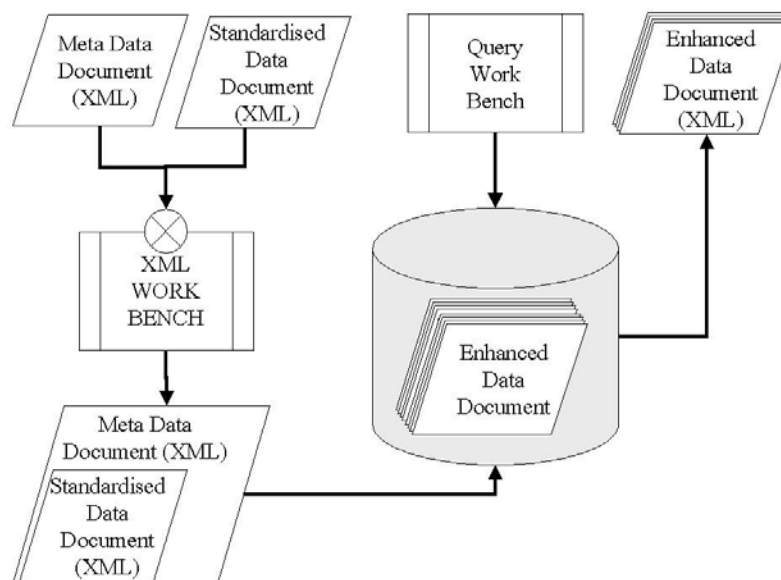 Meta Data
Document
(XML)
Standardised
Data
Document
(XML)
Query
Work
Bench
Enhanced
Data
Document
(XML)
XML
WORK
BENCH
Enhanced
Data
Document
Meta Data
Document (XML)
Standardised
Data
Document
(XML)